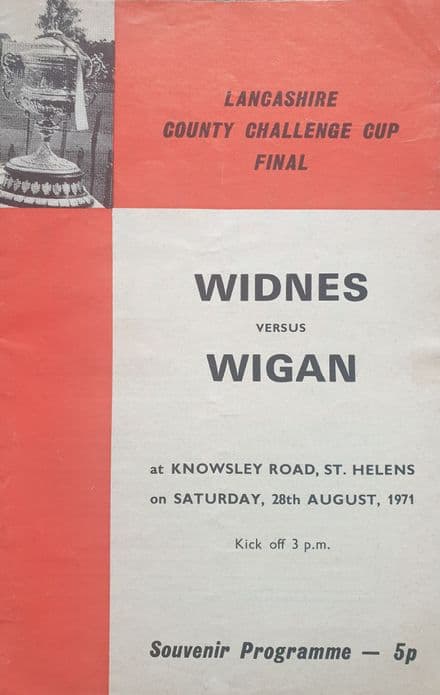 LANCASHIRE
COUNTY CHALLENGE CUP
FINAL
WIDNES
VERSUS
WIGAN
at KNOWSLEY ROAD, ST. HELENS
on SATURDAY, 28th AUGUST, 1971
Kick off 3 p.m.
Souvenir Programme — 5p